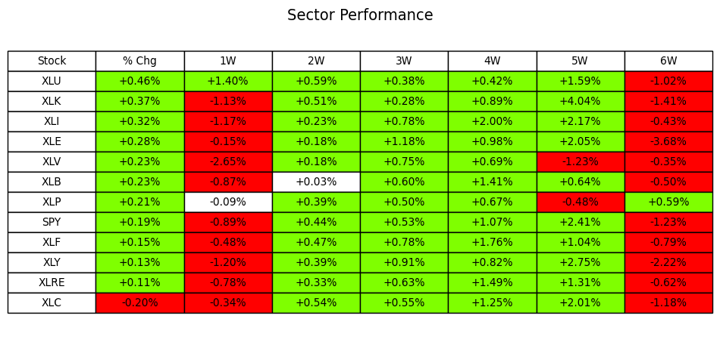 Sector Performance
Stock % Chg 1W 2W 3W 4W 5W 6W
XLU +0.46% +1.40% +0.59% +0.38% +0.42% +1.59% -1.02%
XLK +0.37% -1.13% +0.51% +0.28% +0.89% +4.04% -1.41%
XLI +0.32% -1.17% +0.23% +0.78% +2.00% +2.17% -0.43%
XLE +0.28% -0.15% +0.18% +1.18% +0.98% +2.05% -3.68%
XLV +0.23% -2.65% +0.18% +0.75% +0.69% -1.23% -0.35%
XLB +0.23% -0.87% +0.03% +0.60% +1.41% +0.64% -0.50%
XLP +0.21% -0.09% +0.39% +0.50% +0.67% -0.48% +0.59%
SPY +0.19% -0.89% +0.44% +0.53% +1.07% +2.41% -1.23%
XLF +0.15% -0.48% +0.47% +0.78% +1.76% +1.04% -0.79%
XLY +0.13% -1.20% +0.39% +0.91% +0.82% +2.75% -2.22%
XLRE +0.11% -0.78% +0.33% +0.63% +1.49% +1.31% -0.62%
XLC -0.20% -0.34% +0.54% +0.55% +1.25% +2.01% -1.18%